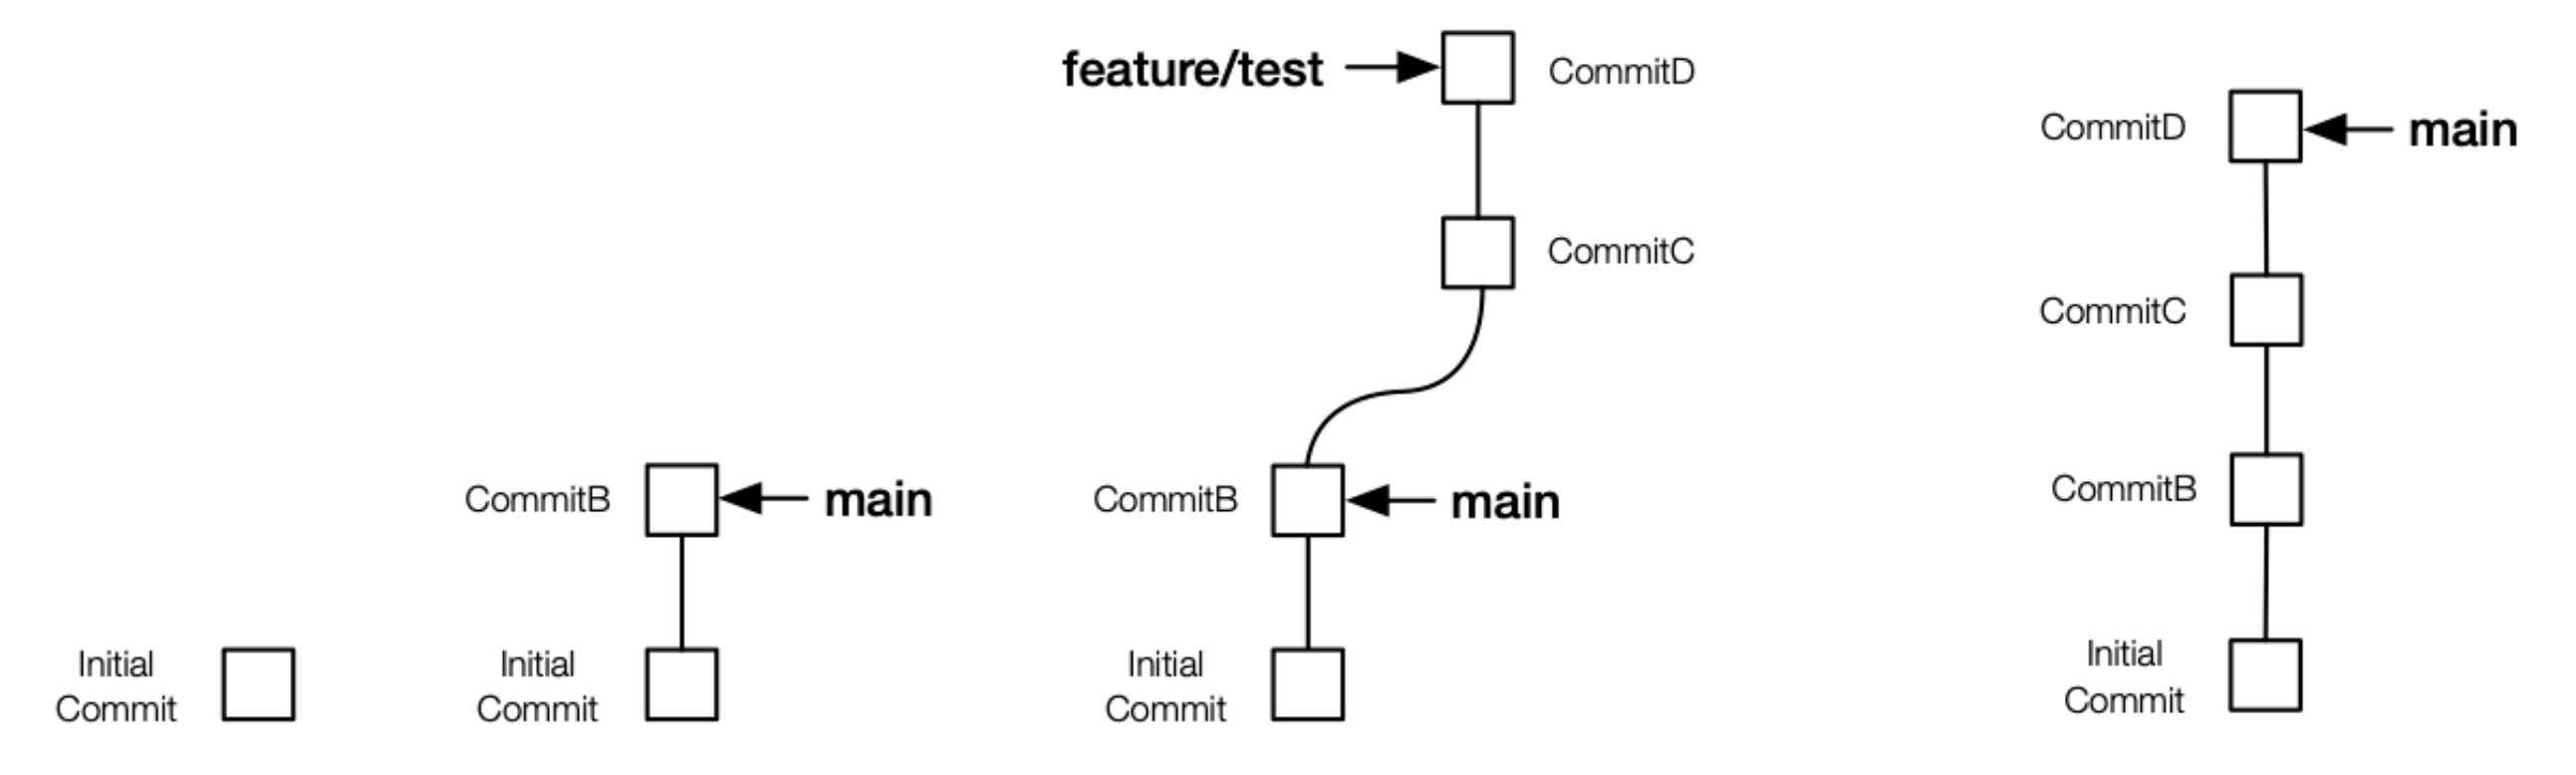 Initial
Commit
CommitB
main
Initial
Commit
feature/test
CommitD
CommitC
CommitB
main
Initial
Commit
CommitD
main
CommitC
CommitB
Initial
Commit